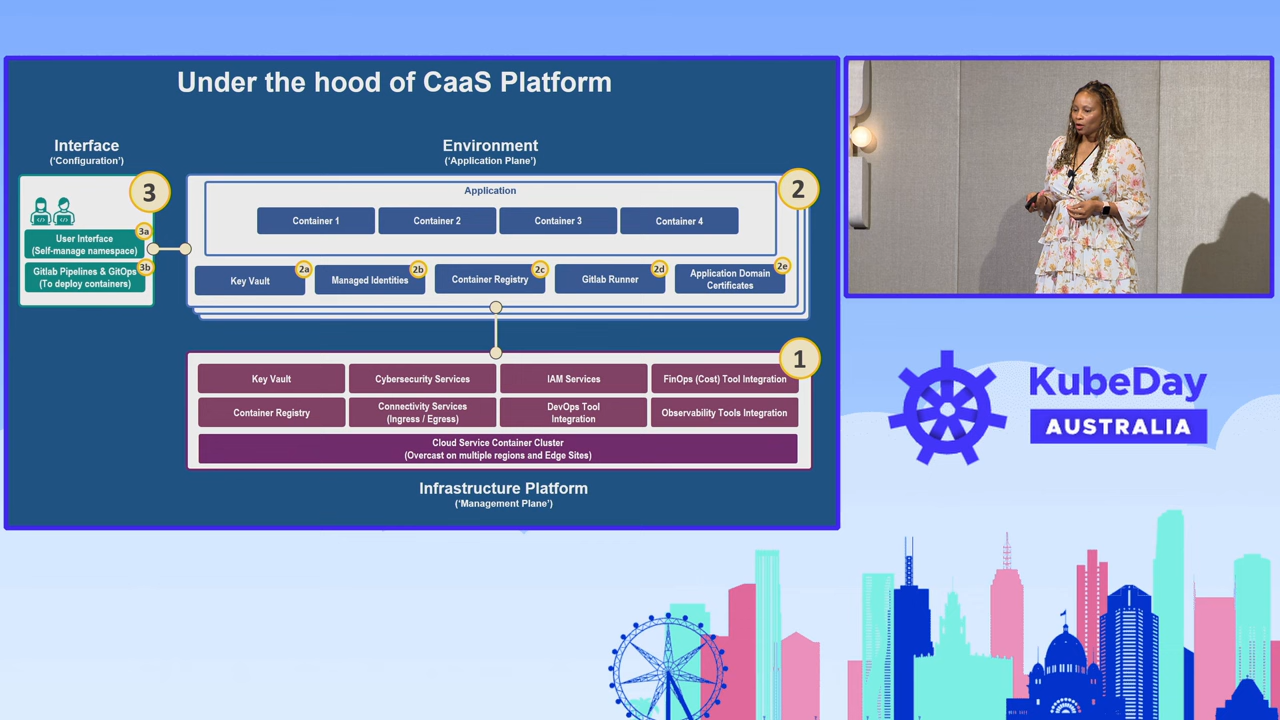 Under the hood of CaaS Platform
Interface
('Configuration')
3
3a
User Interface
(Self-manage namespace)
3b
Gitlab Pipelines & GitOps
(To deploy containers)
Environment
('Application Plane')
2
Application
Container 1
Container 2
Container 3
Container 4
Key Vault
2a
Managed Identities
2b
Container Registry
2c
Gitlab Runner
2d
Application Domain
Certificates
2e
1
Key Vault
Cybersecurity Services
IAM Services
FinOps (Cost) Tool Integration
Container Registry
Connectivity Services
(Ingress / Egress)
DevOps Tool
Integration
Observability Tools Integration
Cloud Service Container Cluster
(Overcast on multiple regions and Edge Sites)
Infrastructure Platform
('Management Plane')
KubeDay
AUSTRALIA